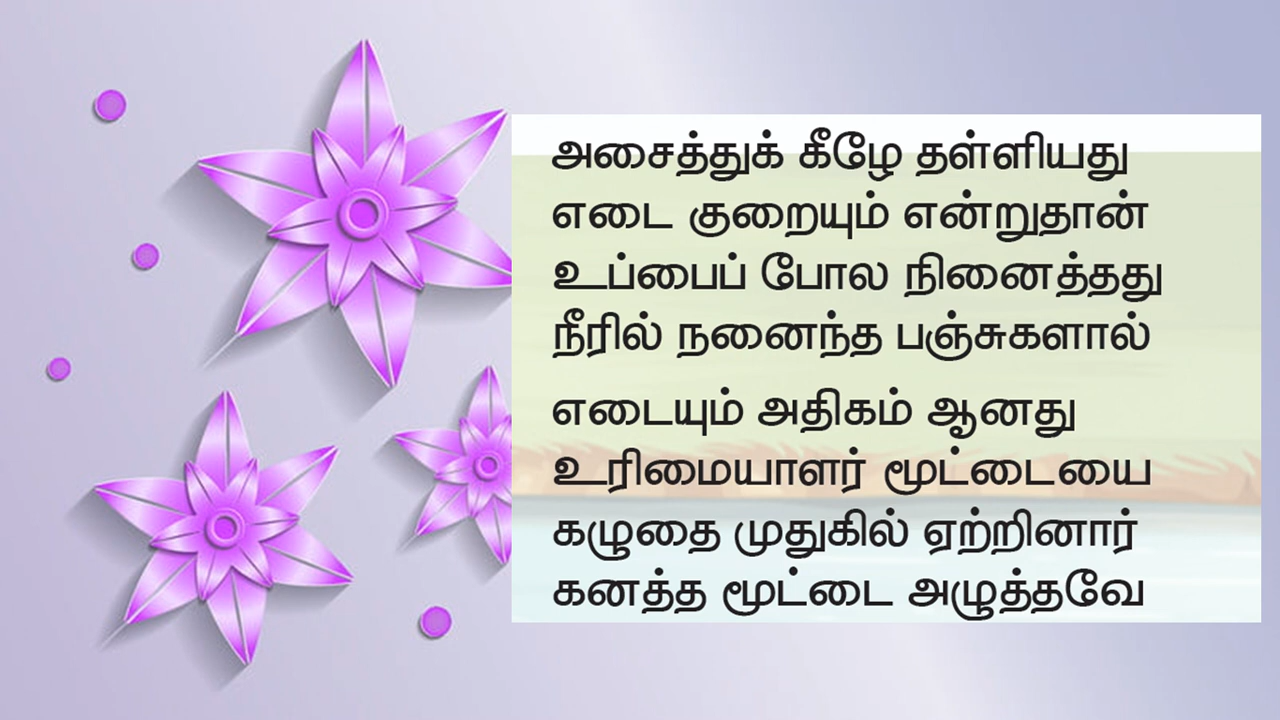 அசைத்துக் கீழே தள்ளியது
எடை குறையும் என்றுதான்
உப்பைப் போல நினைத்தது
நீரில் நனைந்த பஞ்சுகளால்
எடையும் அதிகம் ஆனது
உரிமையாளர் மூட்டையை
கழுதை முதுகில் ஏற்றினார்
கனத்த மூட்டை அழுத்தவே